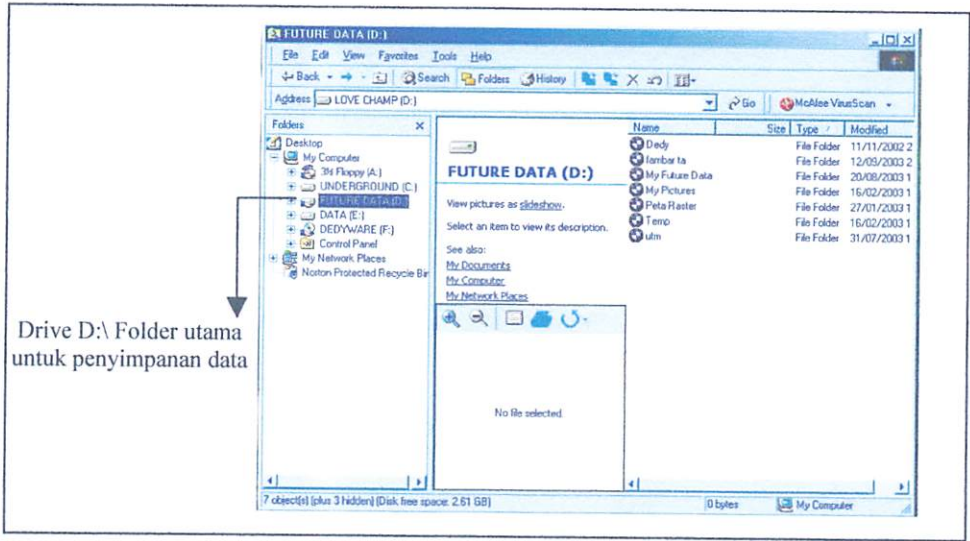 FUTURE DATA (D:)
File Edit View Favorites Tools Help
Back Search Folders History
Address LOVE CHAMP (D:) Go McAfee VirusScan
Folders
Desktop
My Computer
3½ Floppy (A:)
UNDERGROUND (C:)
FUTURE DATA (D:)
DATA (E:)
DEDYWARE (F:)
Control Panel
My Network Places
Norton Protected Recycle Bin
Drive D:\ Folder utama
untuk penyimpanan data
FUTURE DATA (D:)
View pictures as slideshow.
Select an item to view its description.
See also:
My Documents
My Computer
My Network Places
No file selected.
Name Size Type Modified
Dedy File Folder 11/11/2002 2
File Folder 12/09/2003 2
My Future Data File Folder 20/08/2003 1
My Pictures File Folder 16/02/2003 1
Peta Raster File Folder 27/01/2003 1
Temp File Folder 16/02/2003 1
utm File Folder 31/07/2003 1
7 object(s) (plus 3 hidden) (Disk free space: 2.61 GB) 0 bytes My Computer